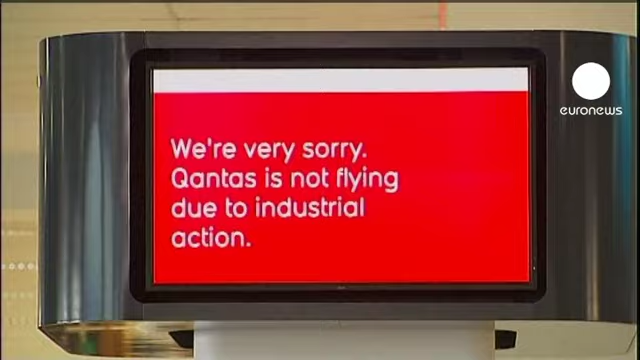 euronews
We're very sorry.
Qantas is not flying
due to industrial
action.